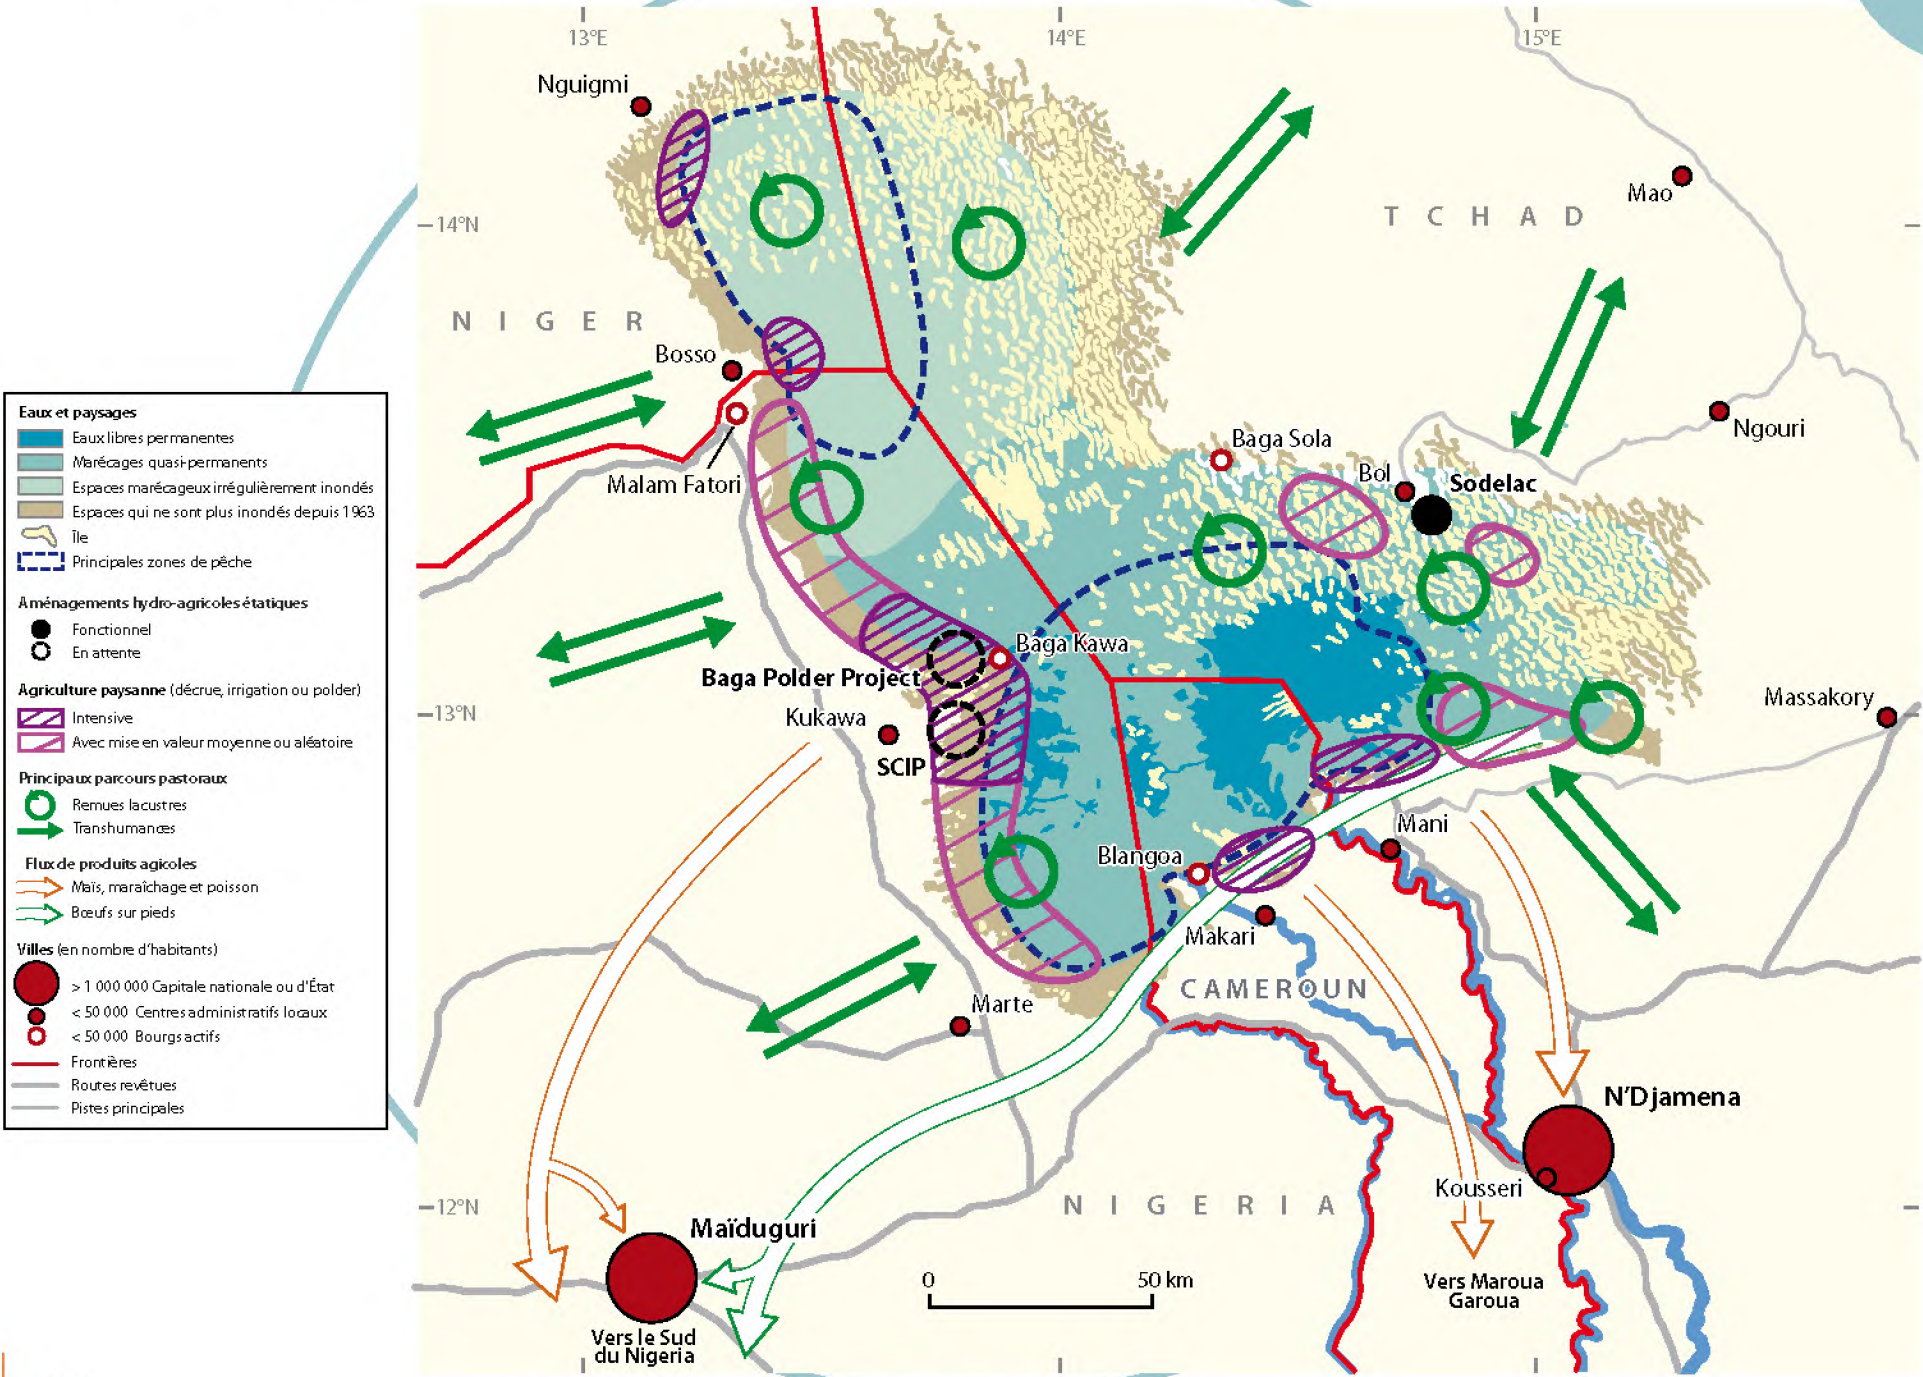 13°E
14°E
15°E
Nguigmi
Mao
T C H A D
14°N
N I G E R
Bosso
Ngouri
Baga Sola
Malam Fatori
Bol
Sodelac
Eaux et paysages
Eaux libres permanentes
Marécages quasi-permanents
Espaces marécageux irrégulièrement inondés
Espaces qui ne sont plus inondés depuis 1963
Île
Principales zones de pêche
Aménagements hydro-agricoles étatiques
Fonctionnel
En attente
Agriculture paysanne (décrue, irrigation ou polder)
Intensive
Avec mise en valeur moyenne ou aléatoire
Principaux parcours pastoraux
Remues lacustres
Transhumances
Flux de produits agicoles
Maïs, maraîchage et poisson
Bœufs sur pieds
Villes (en nombre d'habitants)
> 1 000 000 Capitale nationale ou d'État
< 50 000 Centres administratifs locaux
< 50 000 Bourgs actifs
Frontières
Routes revêtues
Pistes principales
Baga Kawa
Baga Polder Project
Massakory
13°N
Kukawa
SCIP
Mani
Blangoa
Makari
CAMEROUN
Marte
N'Djamena
Kousseri
12°N
N I G E R I A
Maïduguri
0
50 km
Vers Maroua
Garoua
Vers le Sud
du Nigeria